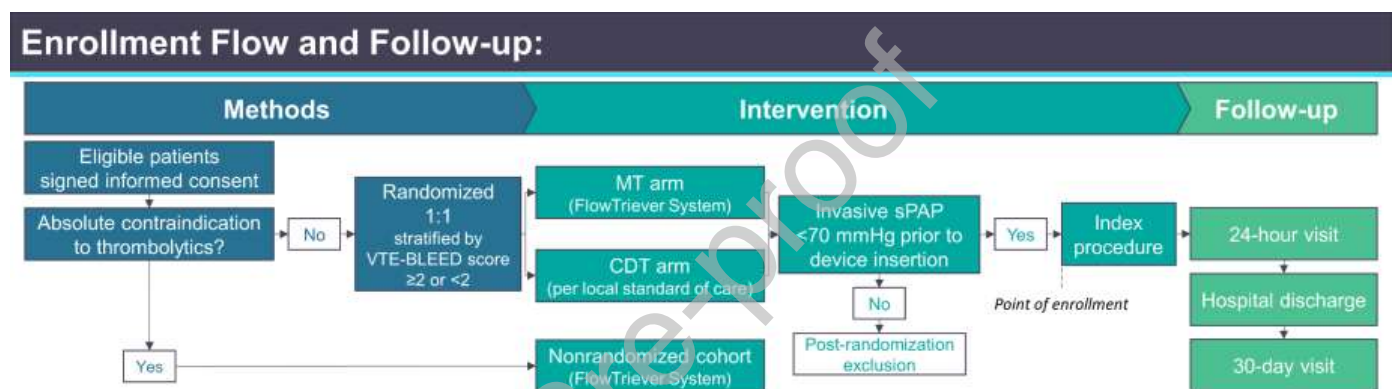 Enrollment Flow and Follow-up:
Methods
Intervention
Follow-up
Eligible patients
signed informed consent
Absolute contraindication
to thrombolytics?
No
Yes
Randomized
1:1
stratified by
VTE-BLEED score
≥2 or <2
MT arm
(FlowTriever System)
CDT arm
(per local standard of care)
Nonrandomized cohort
(FlowTriever System)
Invasive sPAP
<70 mmHg prior to
device insertion
No
Post-randomization
exclusion
Yes
Index
procedure
Point of enrollment
24-hour visit
Hospital discharge
30-day visit
re-proof